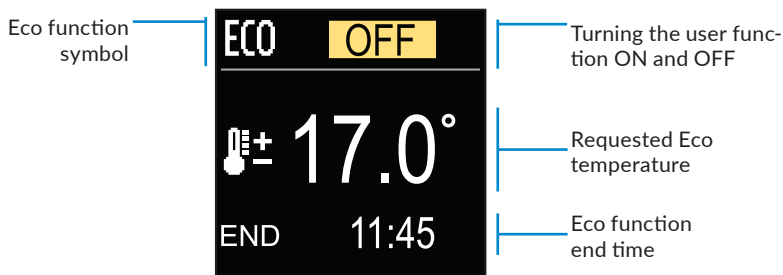 Eco function
symbol
ECO OFF
Turning the user func-
tion ON and OFF
17.0°
Requested Eco
temperature
END 11:45
Eco function
end time